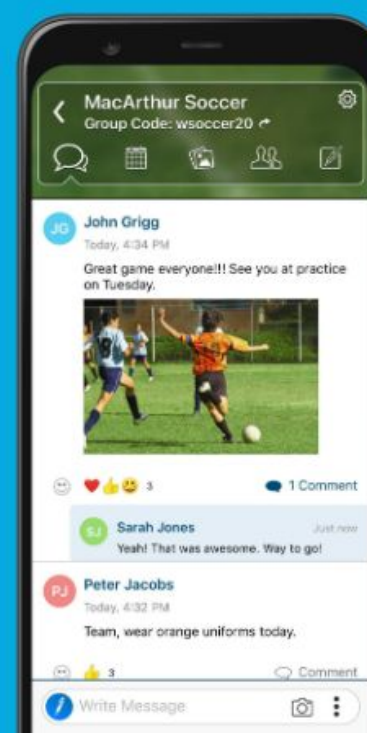 MacArthur Soccer
Group Code: wsoccer20
JG
John Grigg
Today, 4:34 PM
Great game everyone!!! See you at practice
on Tuesday.
8
3
1 Comment
SJ
Sarah Jones
Just now
Yeah! That was awesome. Way to go!
PJ
Peter Jacobs
Today, 4:32 PM
Team, wear orange uniforms today.
3
Comment
Write Message